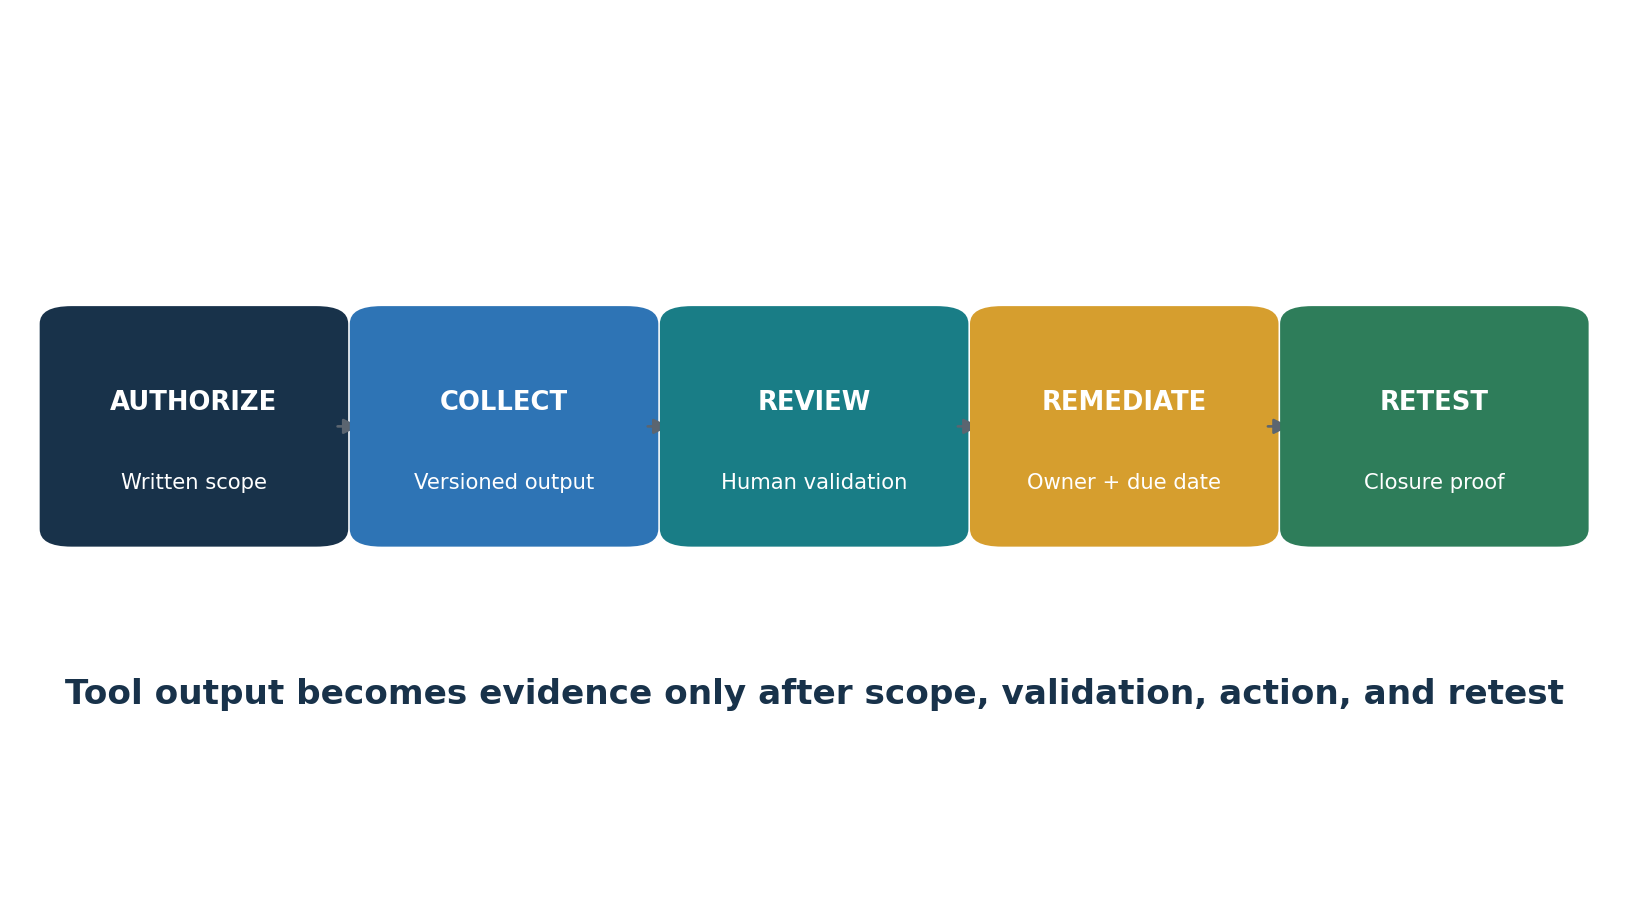 AUTHORIZE
Written scope
COLLECT
Versioned output
REVIEW
Human validation
REMEDIATE
Owner + due date
RETEST
Closure proof
Tool output becomes evidence only after scope, validation, action, and retest